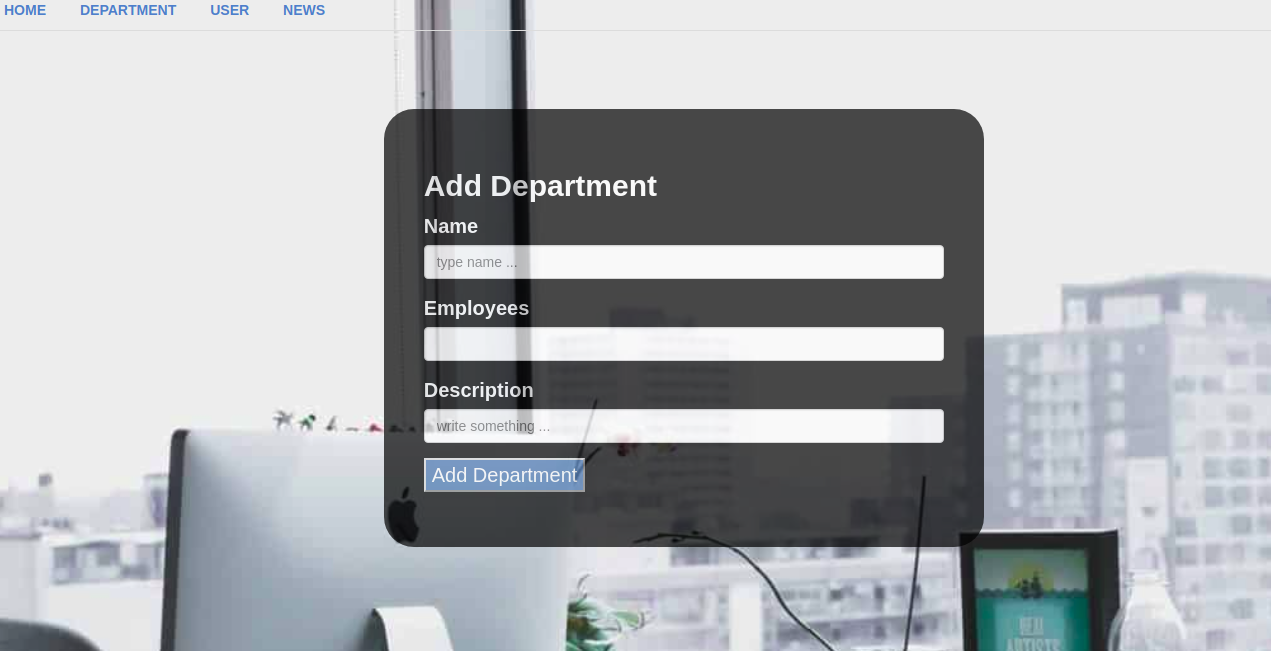 HOME DEPARTMENT USER NEWS
Add Department
Name
type name ...
Employees
Description
write something ...
Add Department
REAL
ARTISTS